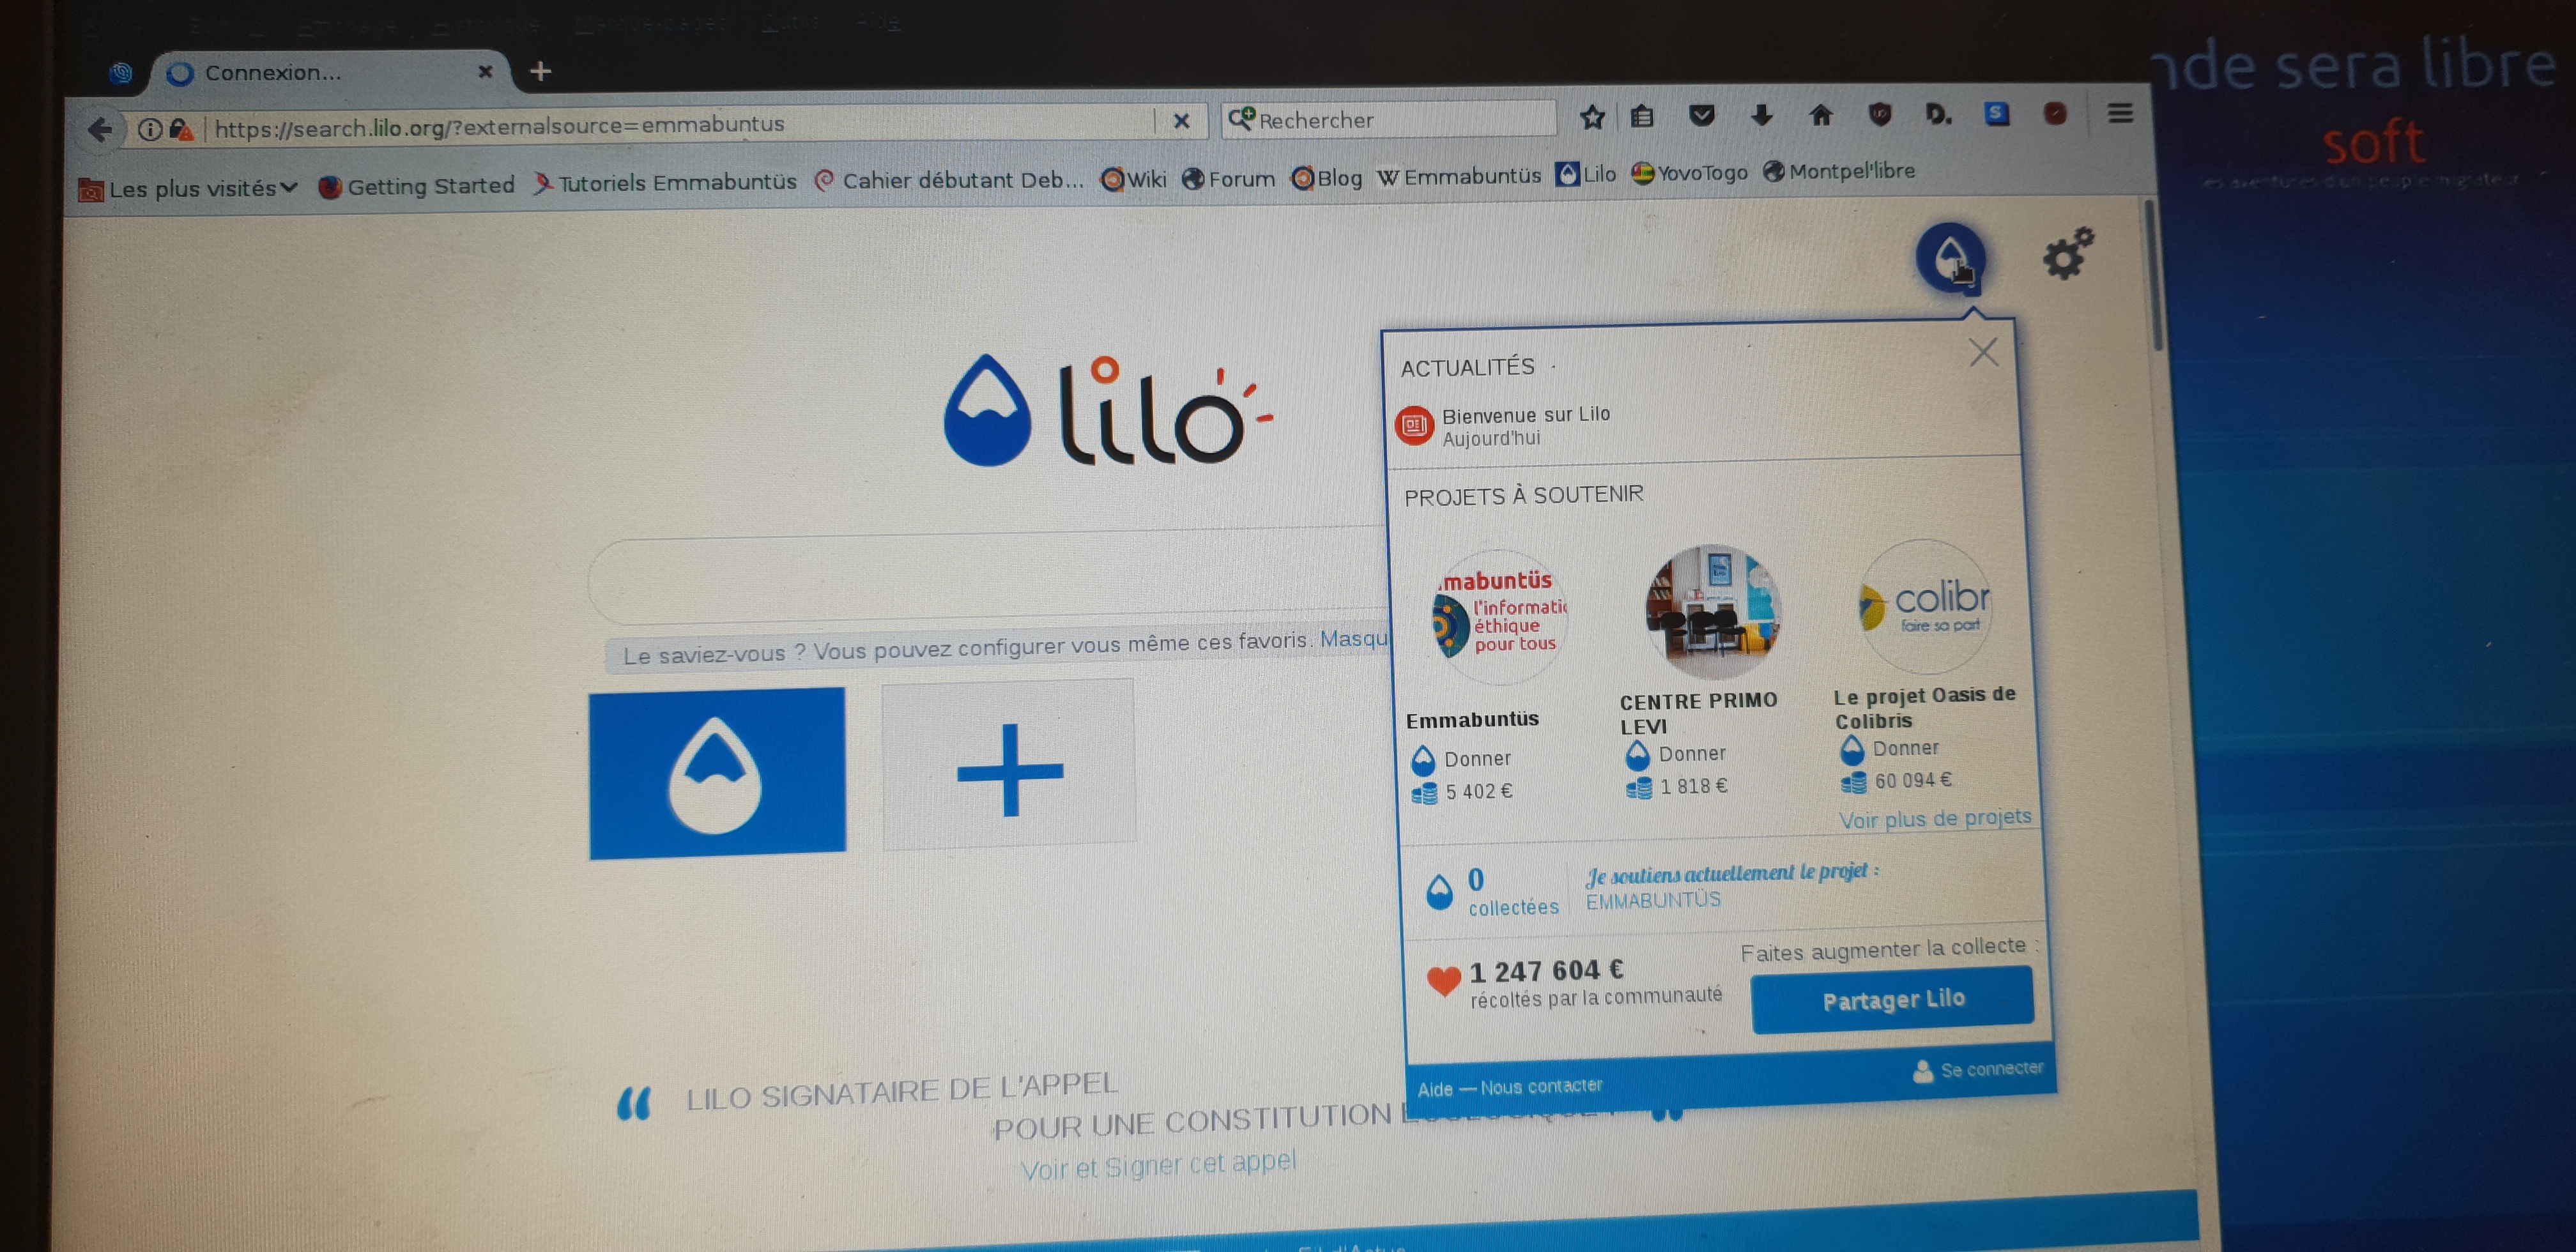 nde sera libre
soft
Connexion...
https://search.lilo.org/?externalsource=emmabuntus
Rechercher
Les plus visités
Getting Started
Tutoriels Emmabuntüs
Cahier débutant Deb...
Wiki
Forum
Blog
W Emmabuntüs
Lilo
YovoTogo
Montpel'libre
lilo
Le saviez-vous ? Vous pouvez configurer vous même ces favoris. Masqu
ACTUALITÉS
Bienvenue sur Lilo
Aujourd'hui
PROJETS À SOUTENIR
mabuntüs
l'informatic
éthique
pour tous
colibr
faire sa part
Emmabuntüs
Donner
5 402 €
CENTRE PRIMO
LEVI
Donner
1 818 €
Le projet Oasis de
Colibris
Donner
60 094 €
Voir plus de projets
0
collectées
Je soutiens actuellement le projet :
EMMABUNTÜS
1 247 604 €
récoltés par la communauté
Faites augmenter la collecte :
Partager Lilo
Aide — Nous contacter
Se connecter
“ LILO SIGNATAIRE DE L'APPEL
POUR UNE CONSTITUTION
Voir et Signer cet appel